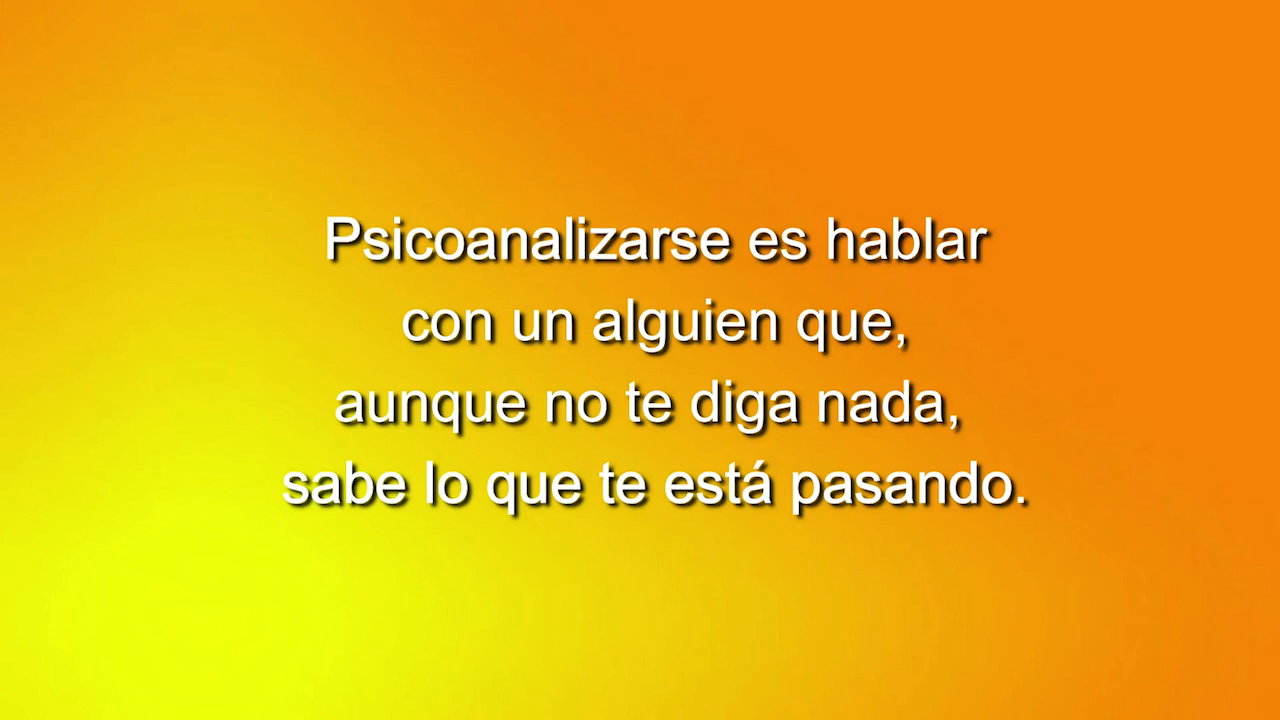 Psicoanalizarse es hablar
con un alguien que,
aunque no te diga nada,
sabe lo que te está pasando.